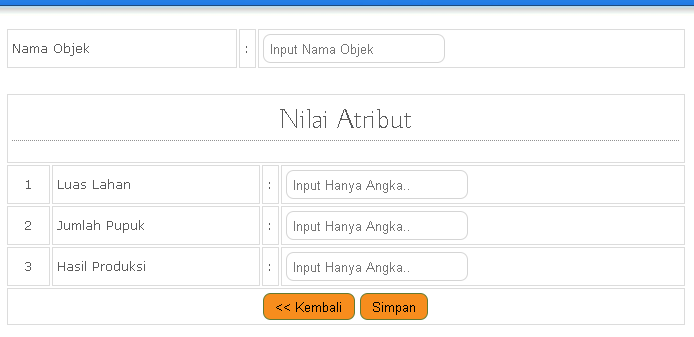 Nama Objek : Input Nama Objek
Nilai Atribut
1 Luas Lahan : Input Hanya Angka..
2 Jumlah Pupuk : Input Hanya Angka..
3 Hasil Produksi : Input Hanya Angka..
<< Kembali Simpan